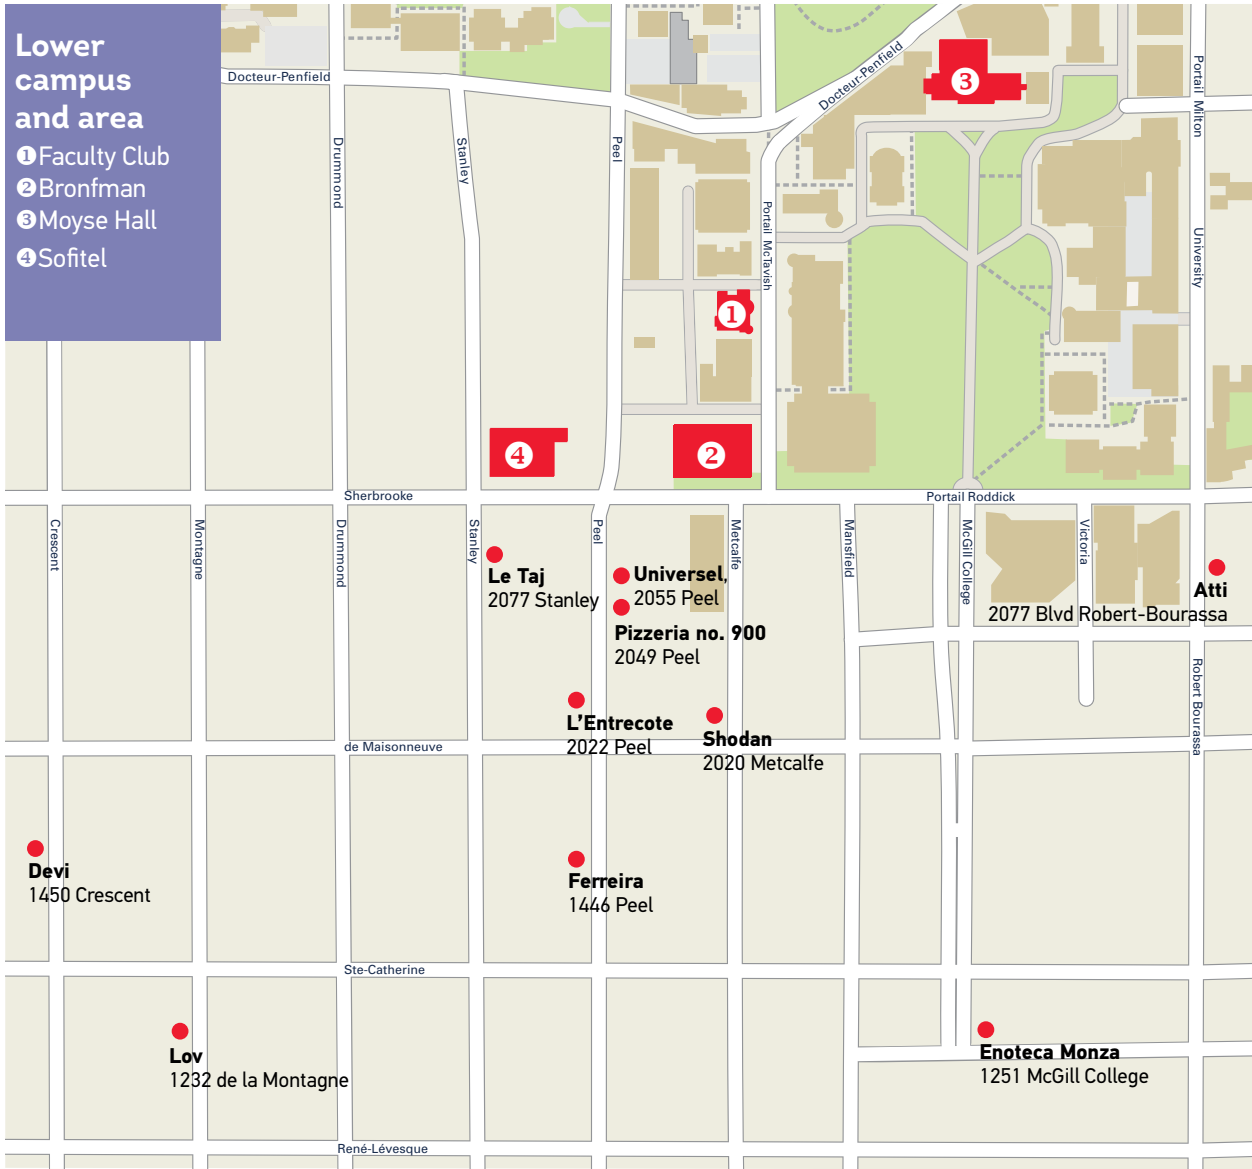 Lower
campus
and area
❶Faculty Club
❷Bronfman
❸Moyse Hall
❹Sofitel
Docteur-Penfield
Docteur-Penfield
❸
Portail Milton
Drummond
Stanley
Peel
Portail McTavish
University
❶
❹
❷
Sherbrooke
Portail Roddick
Crescent
Montagne
Drummond
Stanley
Peel
Metcalfe
Mansfield
McGill College
Victoria
Le Taj
2077 Stanley
Universel,
2055 Peel
Atti
2077 Blvd Robert-Bourassa
Pizzeria no. 900
2049 Peel
Robert Bourassa
L'Entrecote
2022 Peel
Shodan
2020 Metcalfe
de Maisonneuve
Devi
1450 Crescent
Ferreira
1446 Peel
Ste-Catherine
Lov
1232 de la Montagne
Enoteca Monza
1251 McGill College
René-Lévesque